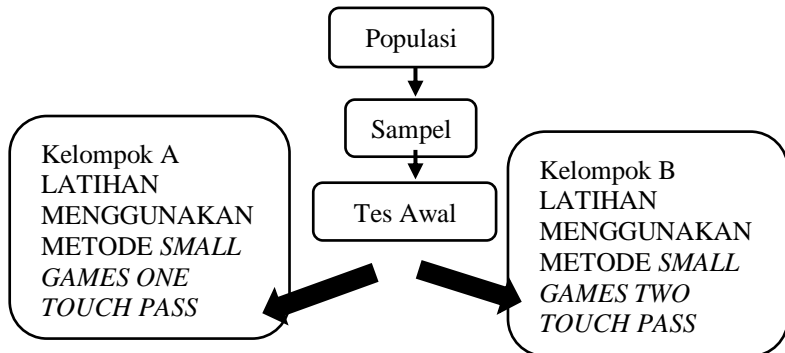 Populasi
Sampel
Tes Awal
Kelompok A
LATIHAN
MENGGUNAKAN
METODE SMALL
GAMES ONE
TOUCH PASS
Kelompok B
LATIHAN
MENGGUNAKAN
METODE SMALL
GAMES TWO
TOUCH PASS